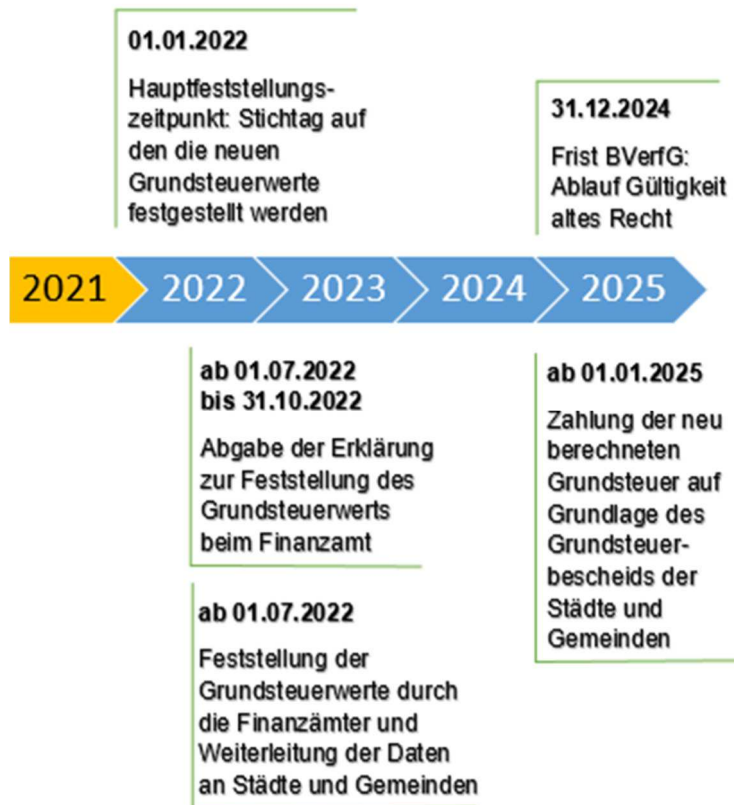 01.01.2022
Hauptfeststellungs-
zeitpunkt: Stichtag auf
den die neuen
Grundsteuerwerte
festgestellt werden
31.12.2024
Frist BVerfG:
Ablauf Gültigkeit
altes Recht
2021 2022 2023 2024 2025
ab 01.07.2022
bis 31.10.2022
Abgabe der Erklärung
zur Feststellung des
Grundsteuerwerts
beim Finanzamt
ab 01.07.2022
Feststellung der
Grundsteuerwerte durch
die Finanzämter und
Weiterleitung der Daten
an Städte und Gemeinden
ab 01.01.2025
Zahlung der neu
berechneten
Grundsteuer auf
Grundlage des
Grundsteuer-
bescheids der
Städte und
Gemeinden